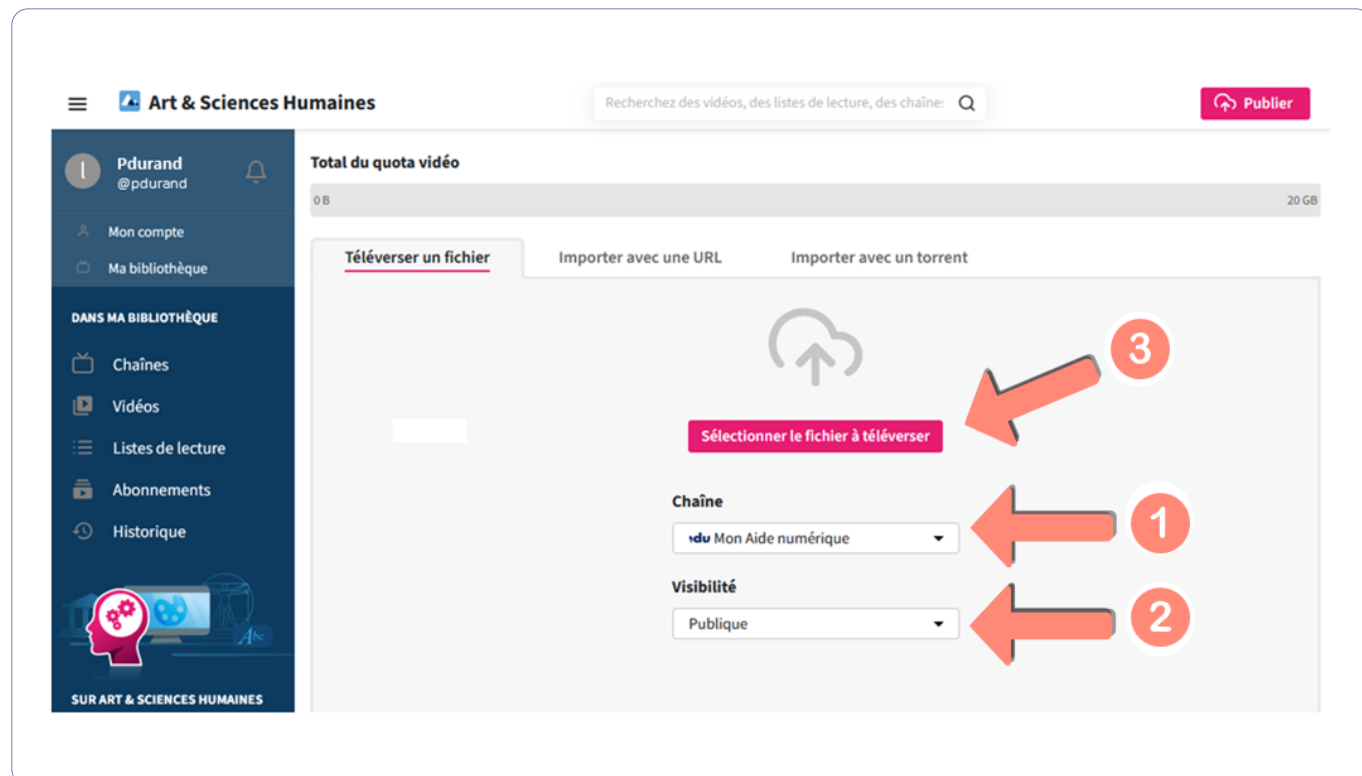 Art & Sciences Humaines
Recherchez des vidéos, des listes de lecture, des chaîne
Publier
Pdurand
@pdurand
Mon compte
Ma bibliothèque
DANS MA BIBLIOTHÈQUE
Chaînes
Vidéos
Listes de lecture
Abonnements
Historique
Abc
SUR ART & SCIENCES HUMAINES
Total du quota vidéo
0 B 20 GB
Téléverser un fichier Importer avec une URL Importer avec un torrent
3
Sélectionner le fichier à téléverser
Chaîne
edu Mon Aide numérique
1
Visibilité
Publique
2